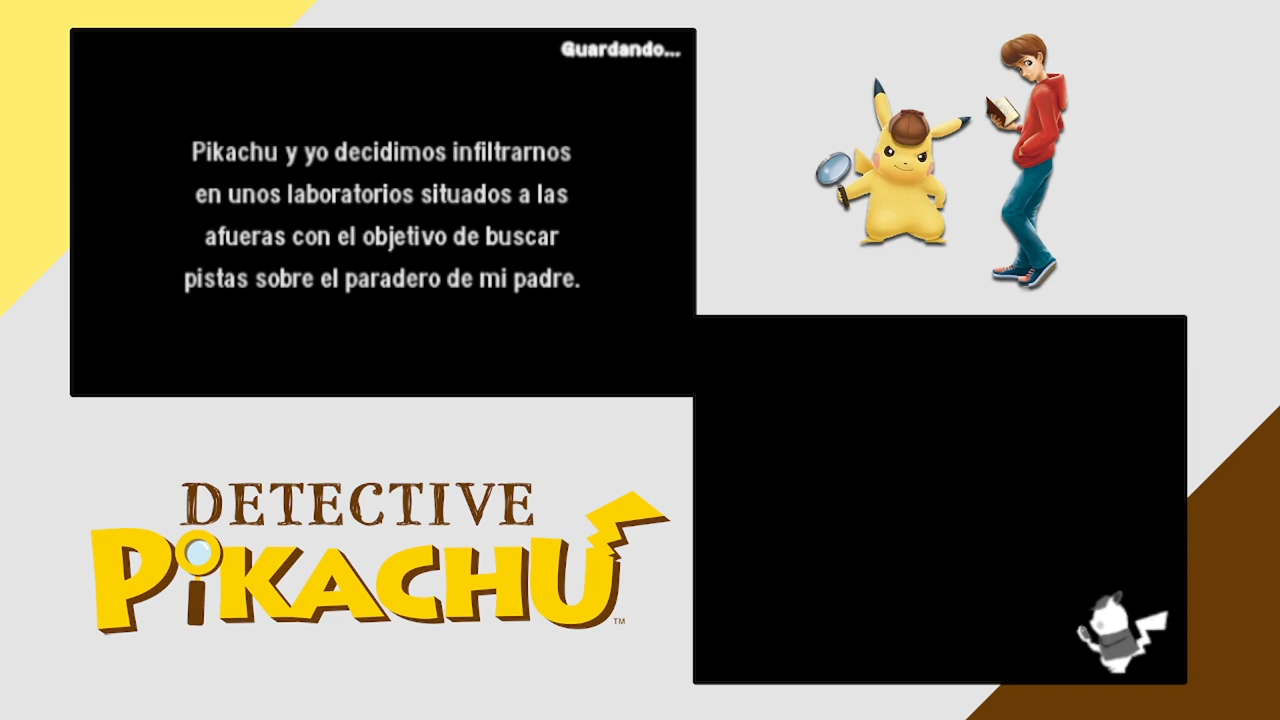 Guardando...
Pikachu y yo decidimos infiltrarnos
en unos laboratorios situados a las
afueras con el objetivo de buscar
pistas sobre el paradero de mi padre.
DETECTIVE
PiKACHU
™